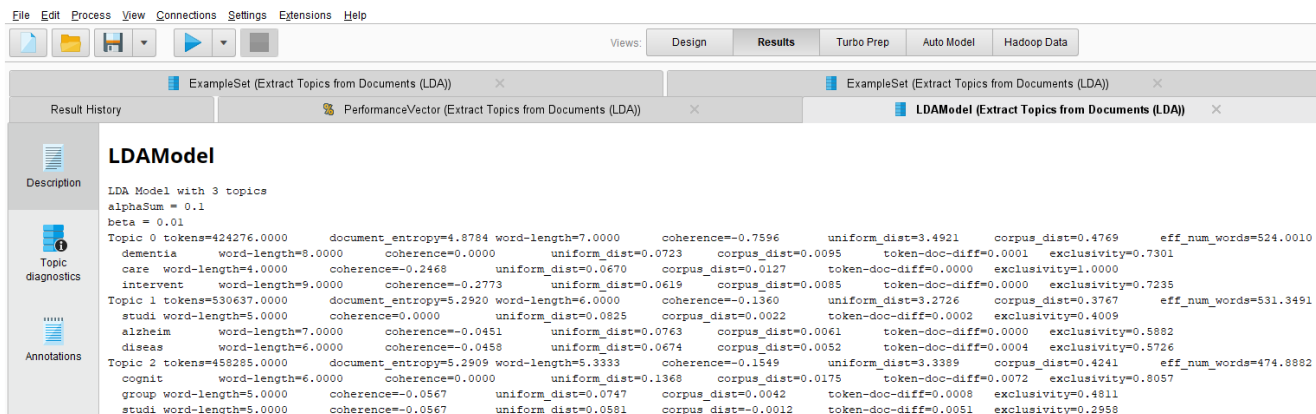 File Edit Process View Connections Settings Extensions Help
Views: Design Results Turbo Prep Auto Model Hadoop Data
ExampleSet (Extract Topics from Documents (LDA)) ExampleSet (Extract Topics from Documents (LDA))
Result History PerformanceVector (Extract Topics from Documents (LDA)) LDAModel (Extract Topics from Documents (LDA))
Description
Topic diagnostics
Annotations
LDAModel
LDA Model with 3 topics
alphaSum = 0.1
beta = 0.01
Topic 0 tokens=424276.0000 document_entropy=4.8784 word-length=7.0000 coherence=-0.7596 uniform_dist=3.4921 corpus_dist=0.4769 eff_num_words=524.0010
dementia word-length=8.0000 coherence=0.0000 uniform_dist=0.0723 corpus_dist=0.0095 token-doc-diff=0.0001 exclusivity=0.7301
care word-length=4.0000 coherence=-0.2468 uniform_dist=0.0670 corpus_dist=0.0127 token-doc-diff=0.0000 exclusivity=1.0000
intervent word-length=9.0000 coherence=-0.2773 uniform_dist=0.0619 corpus_dist=0.0085 token-doc-diff=0.0000 exclusivity=0.7235
Topic 1 tokens=530637.0000 document_entropy=5.2920 word-length=6.0000 coherence=-0.1360 uniform_dist=3.2726 corpus_dist=0.3767 eff_num_words=531.3491
studi word-length=5.0000 coherence=0.0000 uniform_dist=0.0825 corpus_dist=0.0022 token-doc-diff=0.0002 exclusivity=0.4009
alzheim word-length=7.0000 coherence=-0.0451 uniform_dist=0.0763 corpus_dist=0.0061 token-doc-diff=0.0000 exclusivity=0.5882
diseas word-length=6.0000 coherence=-0.0458 uniform_dist=0.0674 corpus_dist=0.0052 token-doc-diff=0.0004 exclusivity=0.5726
Topic 2 tokens=458285.0000 document_entropy=5.2909 word-length=5.3333 coherence=-0.1549 uniform_dist=3.3389 corpus_dist=0.4241 eff_num_words=474.8882
cognit word-length=6.0000 coherence=0.0000 uniform_dist=0.1368 corpus_dist=0.0175 token-doc-diff=0.0072 exclusivity=0.8057
group word-length=5.0000 coherence=-0.0567 uniform_dist=0.0747 corpus_dist=0.0042 token-doc-diff=0.0008 exclusivity=0.4811
studi word-length=5.0000 coherence=-0.0567 uniform_dist=0.0581 corpus_dist=-0.0012 token-doc-diff=0.0051 exclusivity=0.2958